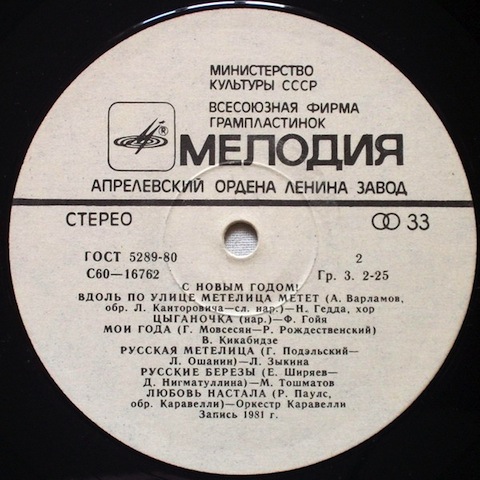 МИНИСТЕРСТВО
КУЛЬТУРЫ СССР
ВСЕСОЮЗНАЯ ФИРМА
ГРАМПЛАСТИНОК
МЕЛОДИЯ
АПРЕЛЕВСКИЙ ОРДЕНА ЛЕНИНА ЗАВОД
СТЕРЕО 33
ГОСТ 5289-80 2
С60—16762 Гр. 3. 2-25
С НОВЫМ ГОДОМ!
ВДОЛЬ ПО УЛИЦЕ МЕТЕЛИЦА МЕТЕТ (А. Варламов,
обр. Л. Канторовича—сл. нар.)—Н. Гедда, хор
ЦЫГАНОЧКА (нар.)—Ф. Гойя
МОИ ГОДА (Г. Мовсесян—Р. Рождественский)
В. Кикабидзе
РУССКАЯ МЕТЕЛИЦА (Г. Подэльский—
Л. Ошанин)—Л. Зыкина
РУССКИЕ БЕРЕЗЫ (Е. Ширяев—
Д. Нигматуллина)—М. Тошматов
ЛЮБОВЬ НАСТАЛА (Р. Паулс,
обр. Каравелли)—Оркестр Каравелли
Запись 1981 г.